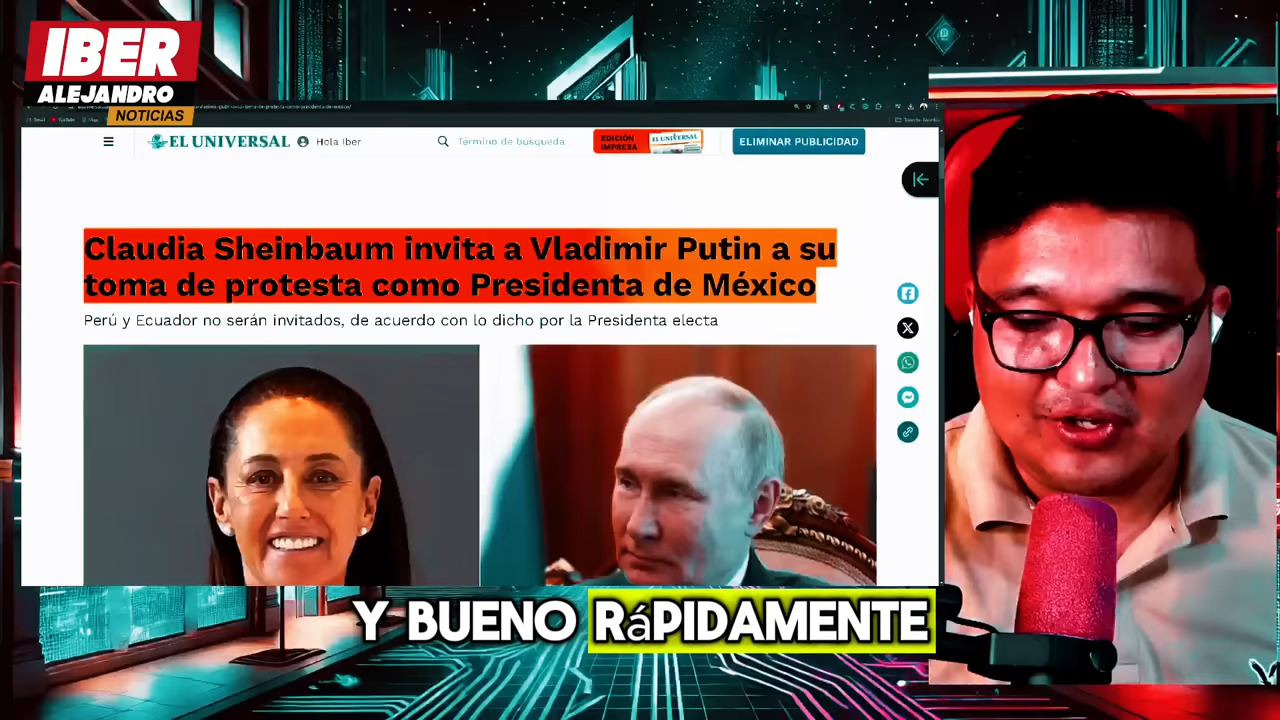 IBER
ALEJANDRO
NOTICIAS
EL UNIVERSAL
Hola Iber
Término de búsqueda
EDICIÓN
IMPRESA
EL UNIVERSAL
ELIMINAR PUBLICIDAD
Claudia Sheinbaum invita a Vladimir Putin a su
toma de protesta como Presidenta de México
Perú y Ecuador no serán invitados, de acuerdo con lo dicho por la Presidenta electa
Y BUENO RáPIDAMENTE